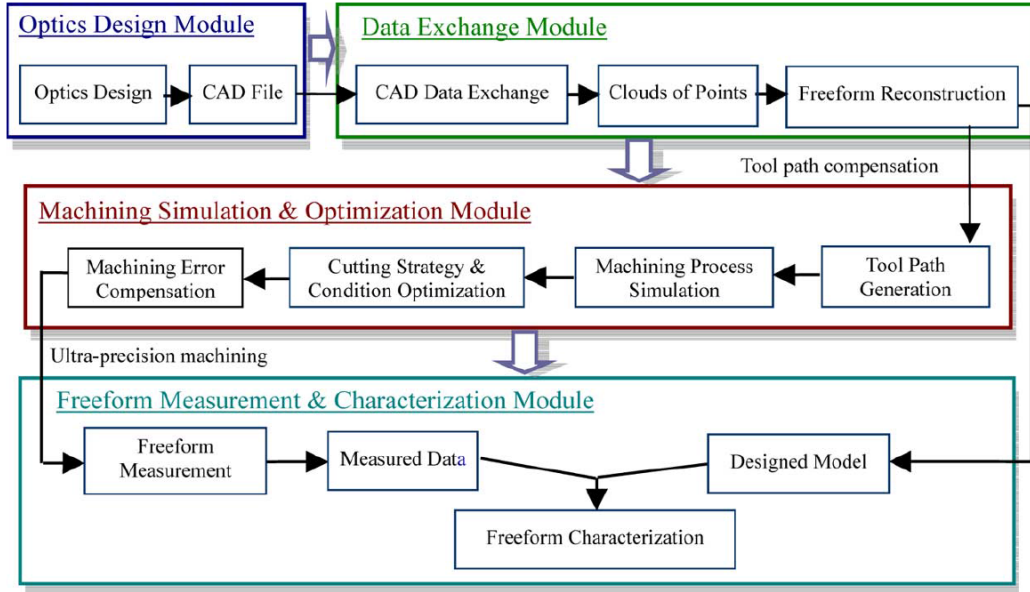 Optics Design Module
Data Exchange Module
Optics Design
CAD File
CAD Data Exchange
Clouds of Points
Freeform Reconstruction
Tool path compensation
Machining Simulation & Optimization Module
Machining Error
Compensation
Cutting Strategy &
Condition Optimization
Machining Process
Simulation
Tool Path
Generation
Ultra-precision machining
Freeform Measurement & Characterization Module
Freeform
Measurement
Measured Data
Designed Model
Freeform Characterization